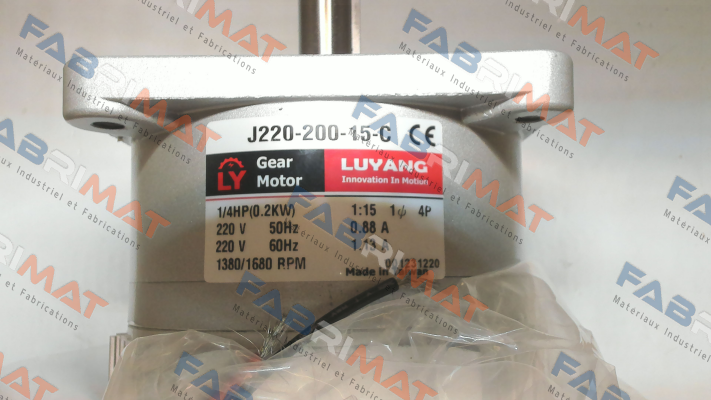 J220-200-15-C CE
LY Gear Motor
LUYANG
Innovation In Motion
1/4HP(0.2KW) 1:15 1ϕ 4P
220 V 50Hz 0.88 A
220 V 60Hz
1380/1680 RPM
Made In Taiwan
FABRIMAT
Matériaux Industriel et Fabrications